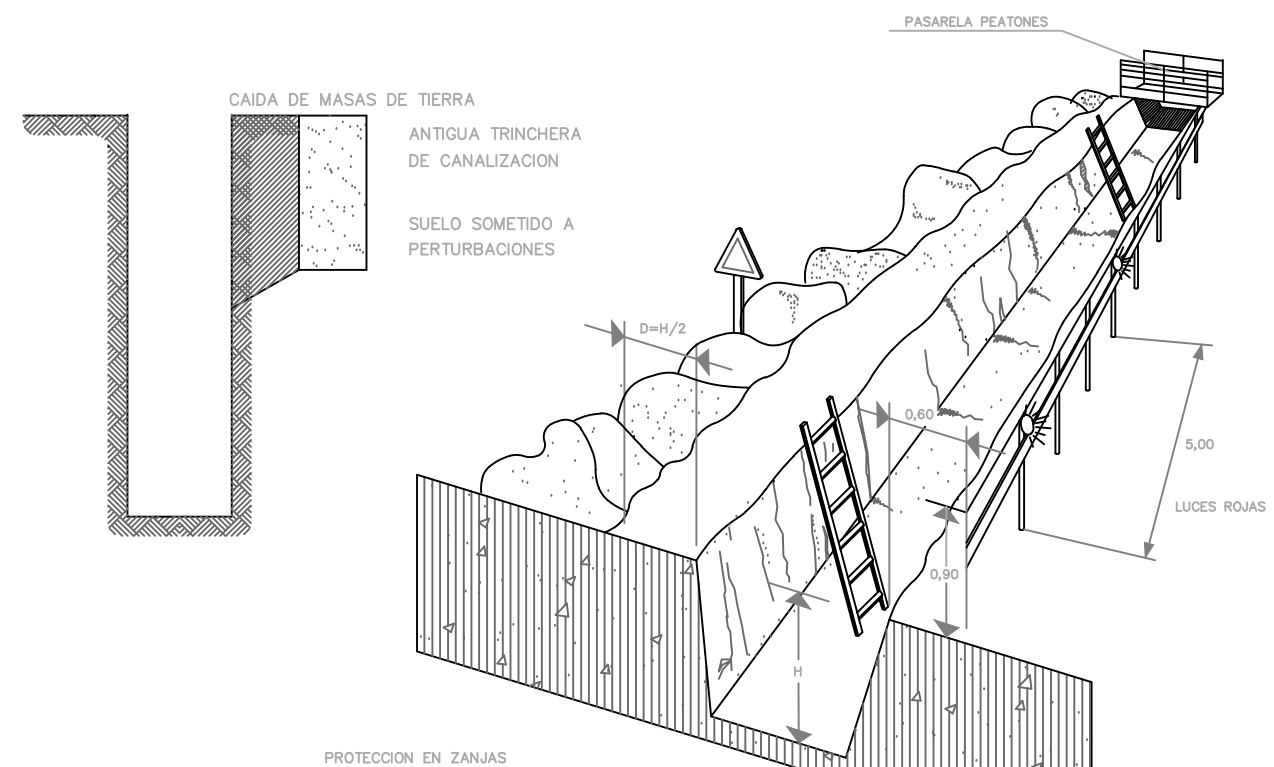 PASARELA PEATONES
CAIDA DE MASAS DE TIERRA
ANTIGUA TRINCHERA
DE CANALIZACION
SUELO SOMETIDO A
PERTURBACIONES
D=H/2
0,60
5,00
LUCES ROJAS
0,90
H
PROTECCION EN ZANJAS